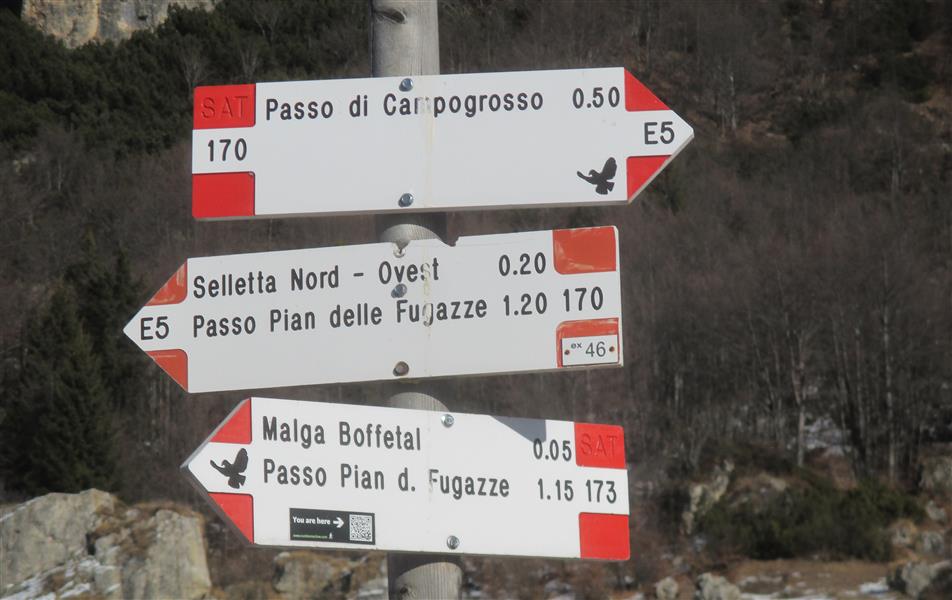 SAT Passo di Campogrosso 0.50
170 E5
Selletta Nord - Ovest 0.20
E5 Passo Pian delle Fugazze 1.20 170
ex 46
Malga Boffetal 0.05 SAT
Passo Pian d. Fugazze 1.15 173
You are here